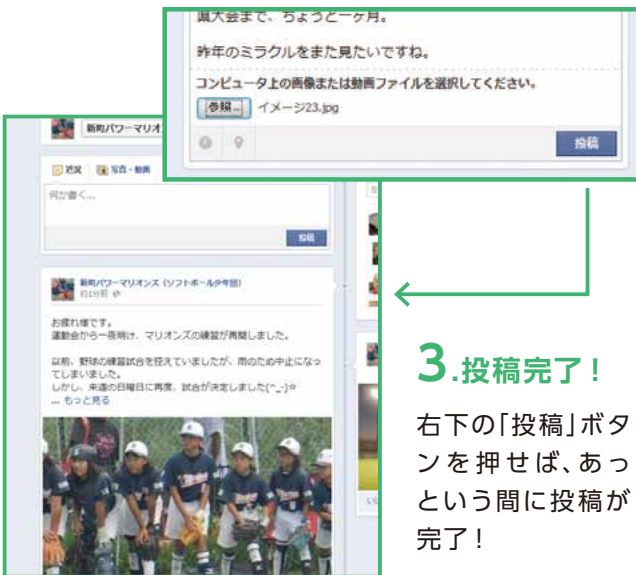 県大会まで、ちょうど一ヶ月。
昨年のミラクルをまた見たいですね。
コンピュータ上の画像または動画ファイルを選択してください。
参照... イメージ23.jpg
投稿
新町パワーマリオ
近況 写真・動画
何か書く...
投稿
新町パワーマリオンズ (ソフトボール少年団)
約1分前
お疲れ様です。
運動会から一夜明け、マリオンズの練習が再開しました。
以前、野球の練習試合を控えていましたが、雨のため中止になっ
てしまいました。
しかし、来週の日曜日に再度、試合が決定しました(^_-)☆
... もっと見る
3.投稿完了!
右下の「投稿」ボタ
ンを押せば、あっ
という間に投稿が
完了!